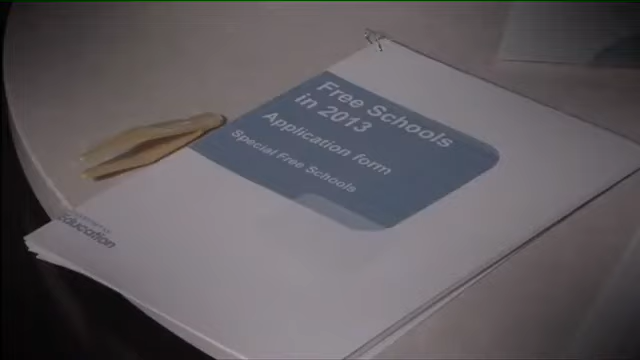 Free Schools
in 2013
Application form
Special Free Schools
Education